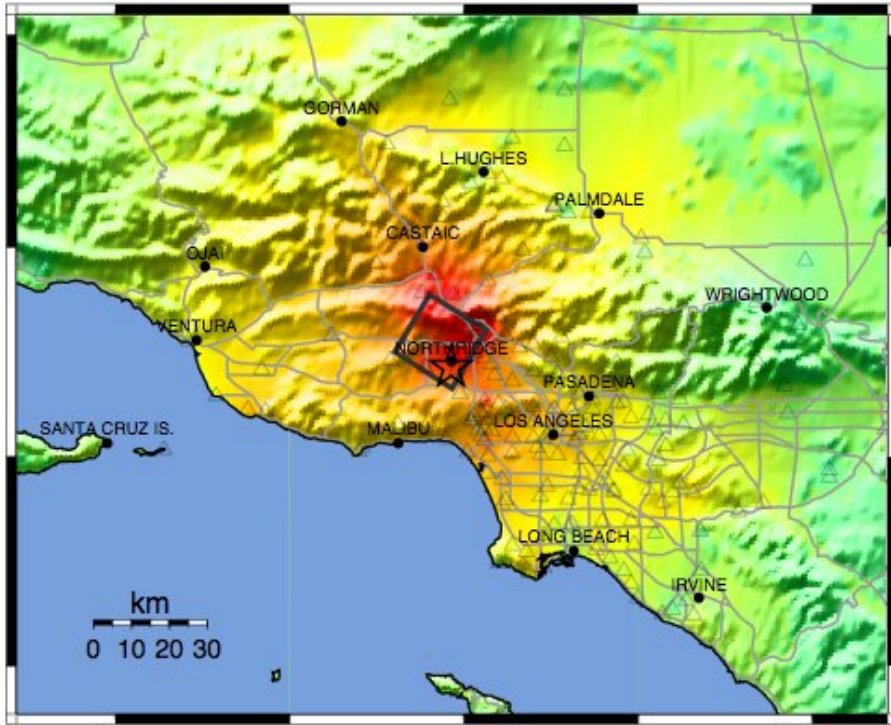 GORMAN
L.HUGHES
PALMDALE
CASTAIC
OJAI
WRIGHTWOOD
VENTURA
NORTHRIDGE
PASADENA
SANTA CRUZ IS.
MALIBU
LOS ANGELES
LONG BEACH
IRVINE
km
0 10 20 30